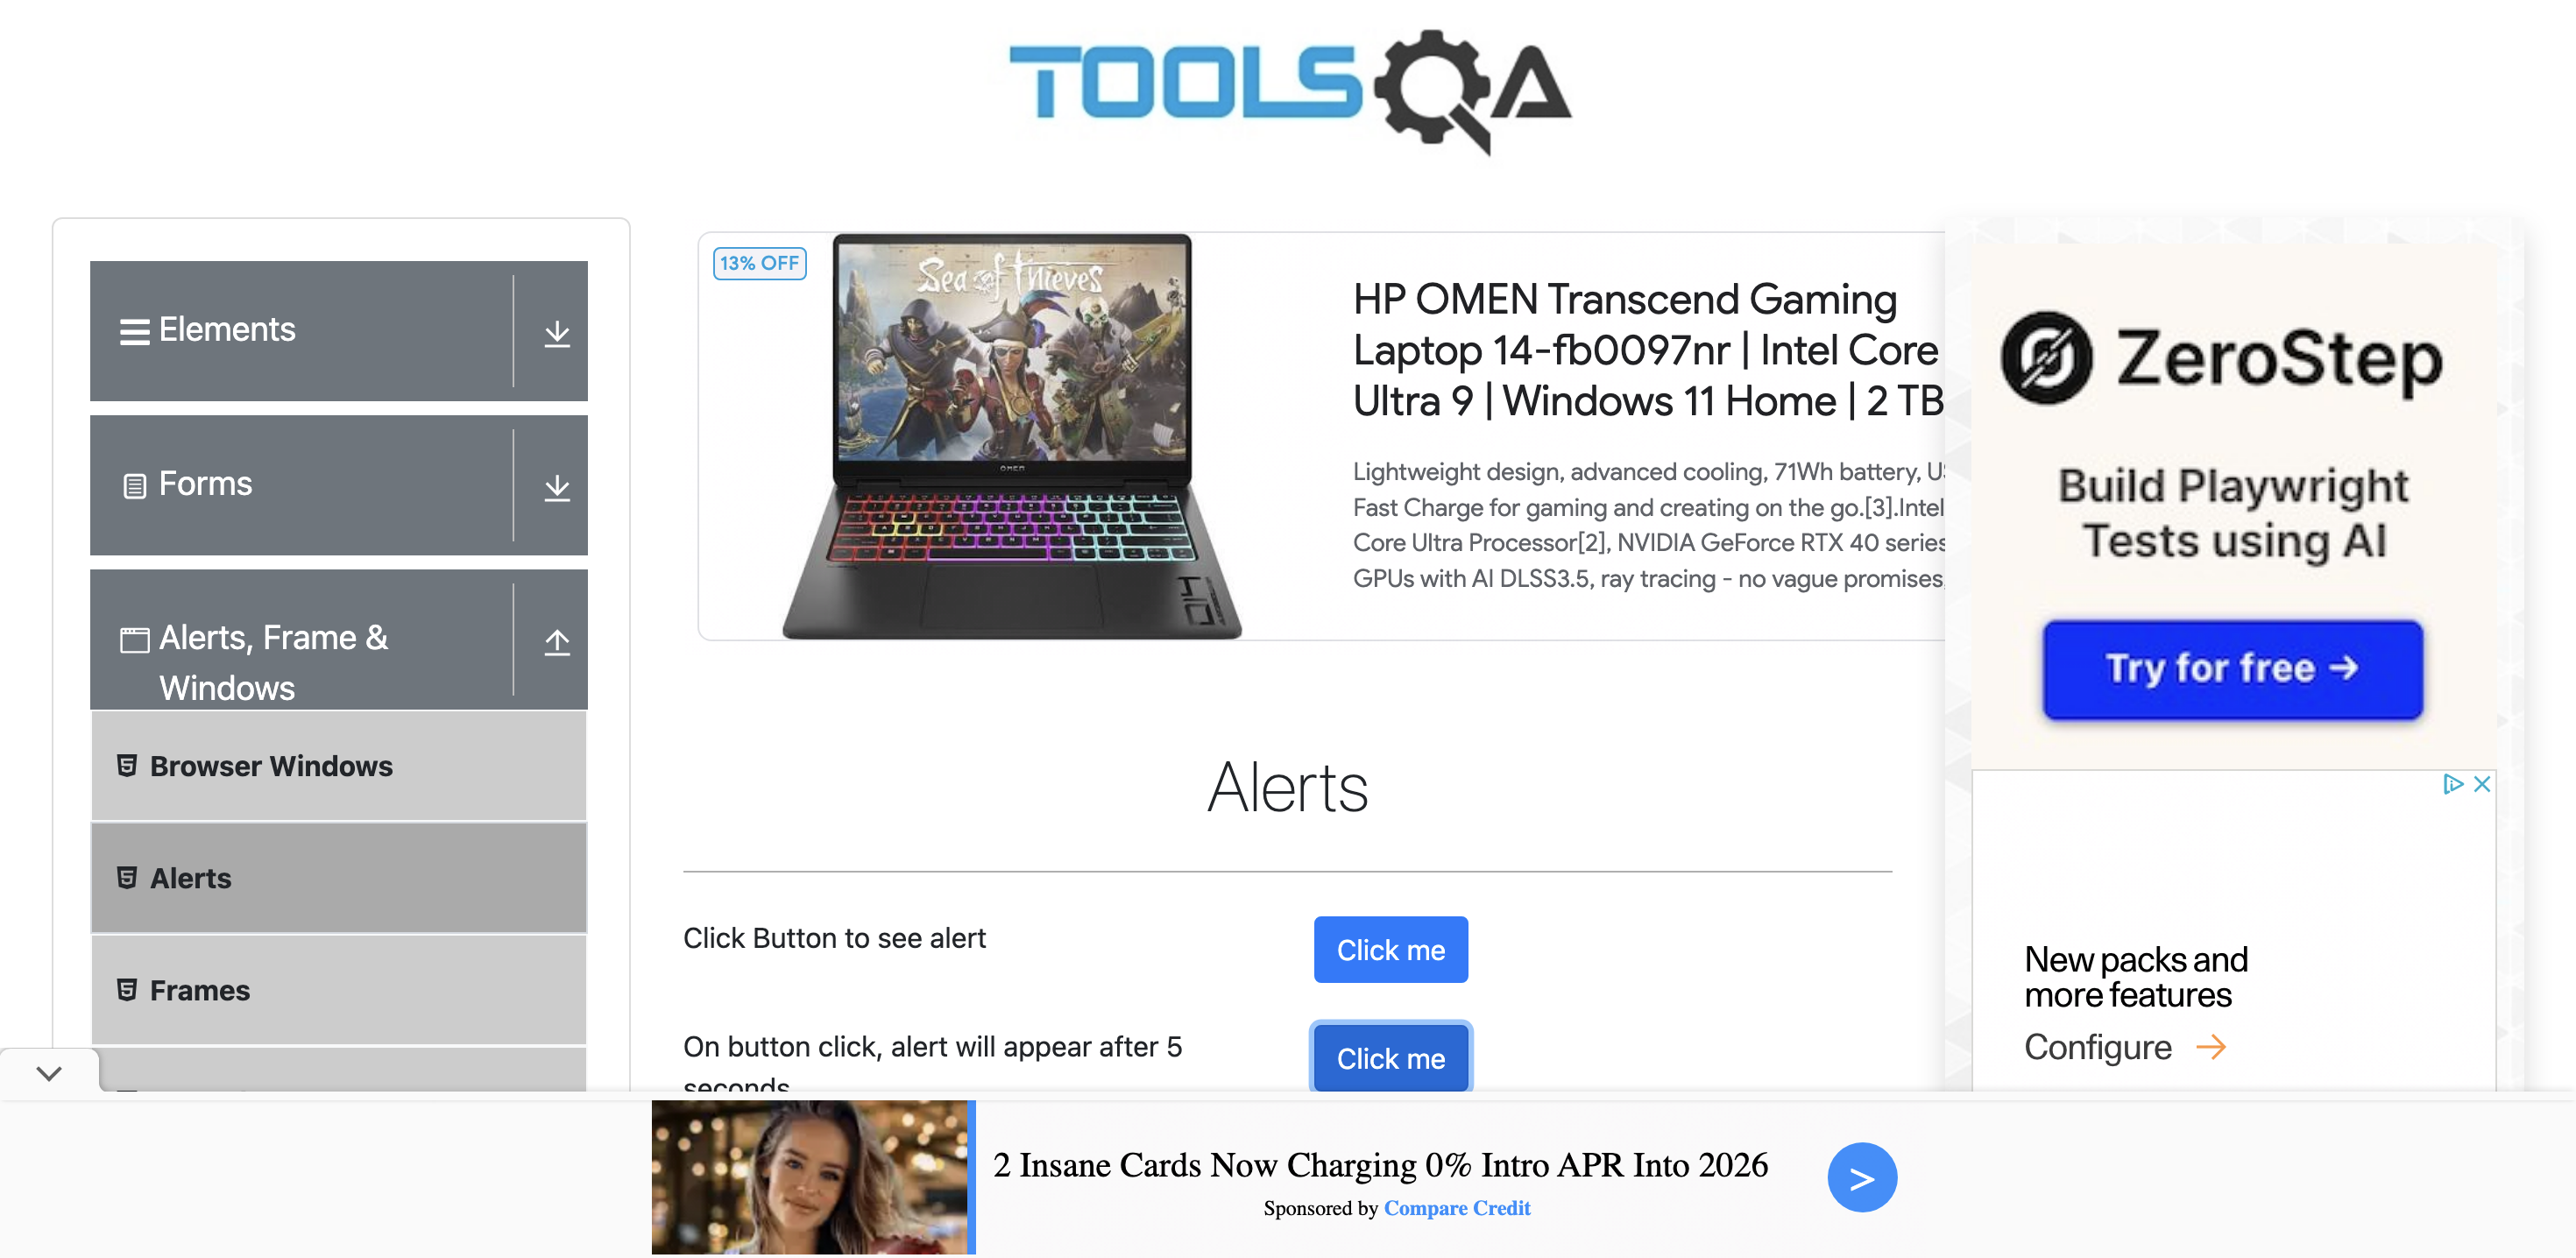 TOOLSQA
Elements
Forms
Alerts, Frame &
Windows
Browser Windows
Alerts
Frames
13% OFF
Sea of Thieves
OMEN
HP OMEN Transcend Gaming
Laptop 14-fb0097nr | Intel Core
Ultra 9 | Windows 11 Home | 2 TB
Lightweight design, advanced cooling, 71Wh battery,
Fast Charge for gaming and creating on the go.[3].Intel
Core Ultra Processor[2], NVIDIA GeForce RTX 40 series
GPUs with AI DLSS3.5, ray tracing - no vague promises.
Alerts
Click Button to see alert
Click me
On button click, alert will appear after 5
seconds
Click me
ZeroStep
Build Playwright
Tests using AI
Try for free →
New packs and
more features
Configure →
2 Insane Cards Now Charging 0% Intro APR Into 2026
Sponsored by Compare Credit
>